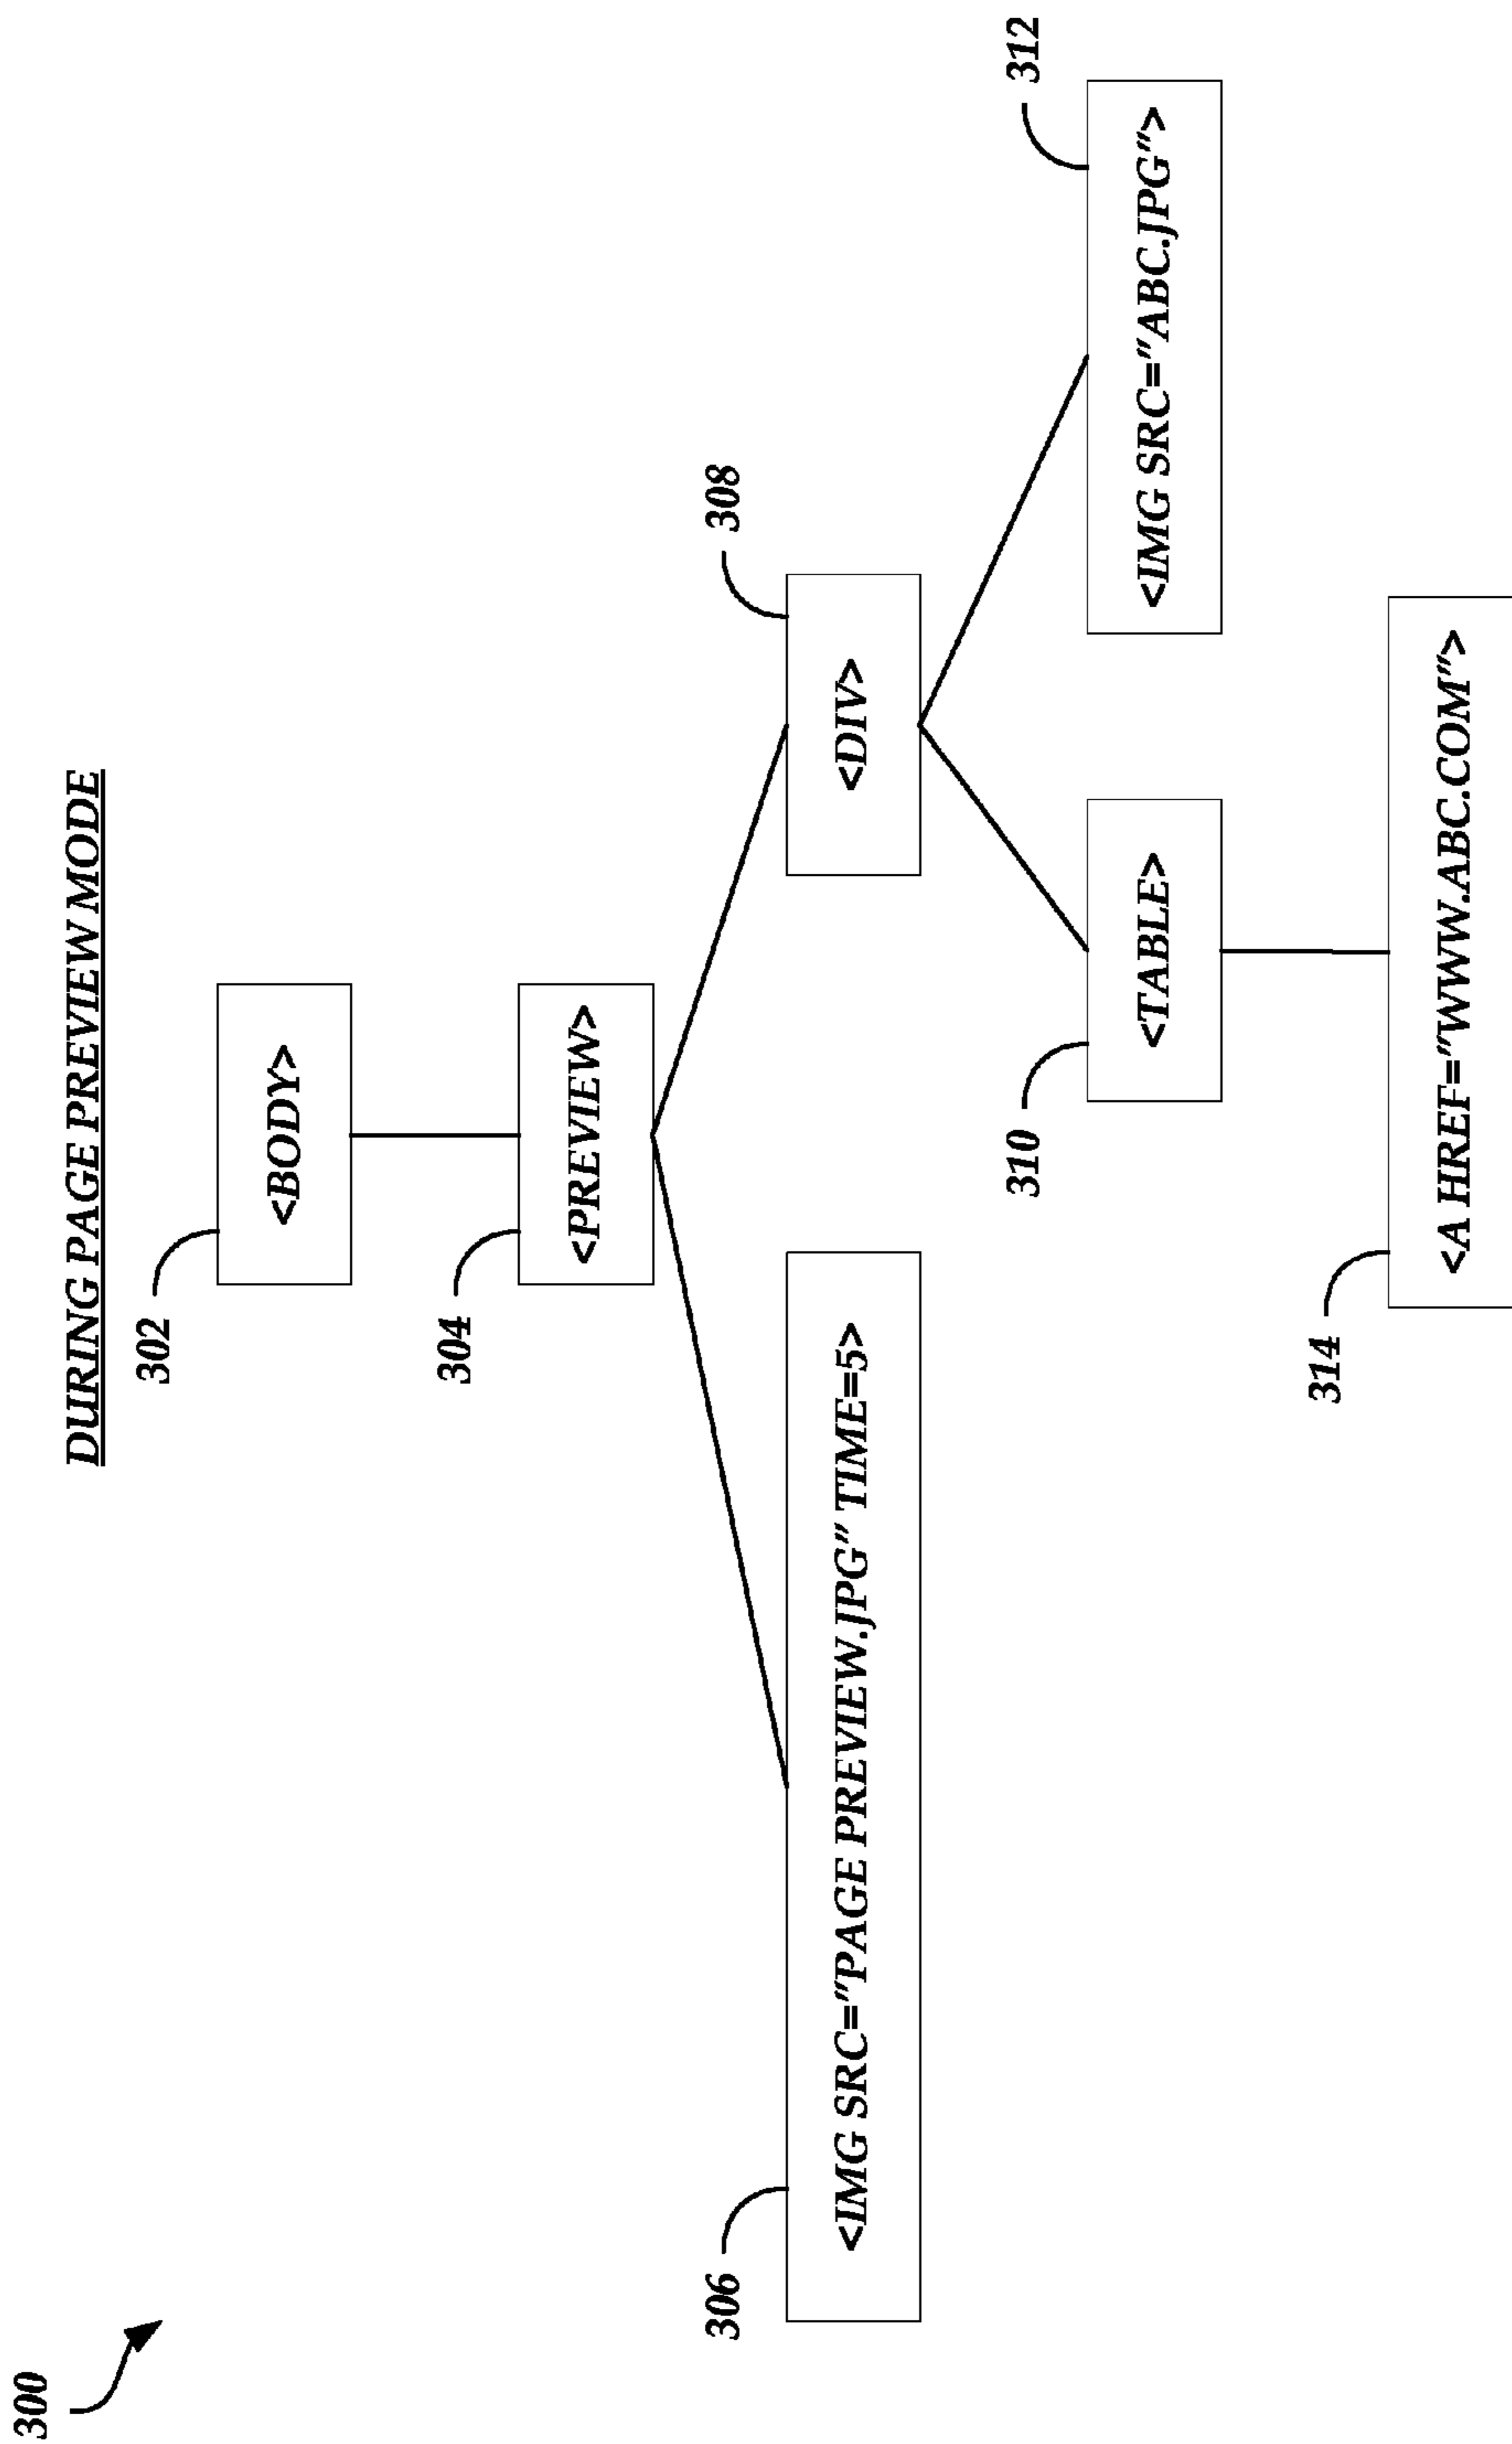 300
DURING PAGE PREVIEW MODE
302
<BODY>
304
<PREVIEW>
306
<IMG SRC="PAGE PREVIEW.JPG" TIME=5>
308
<DIV>
310
<TABLE>
312
<IMG SRC="ABC.JPG">
314
<A HREF="WWW.ABC.COM">